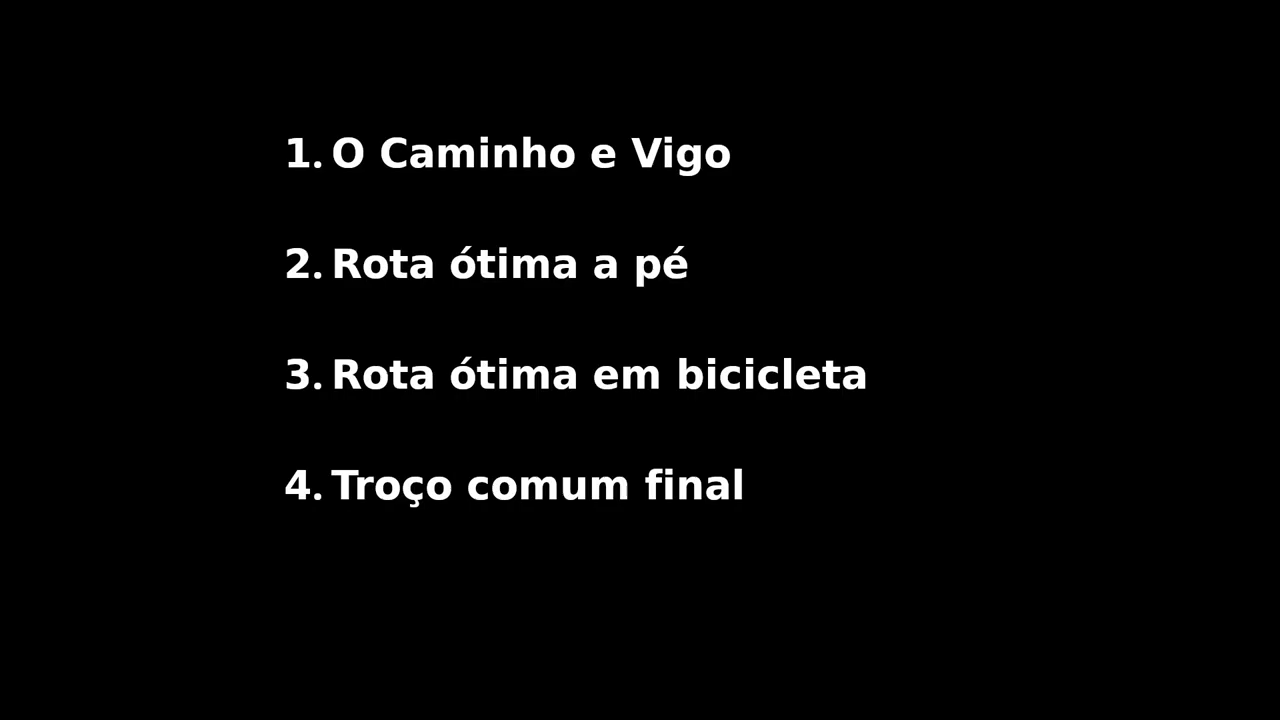 1. O Caminho e Vigo
2. Rota ótima a pé
3. Rota ótima em bicicleta
4. Troço comum final